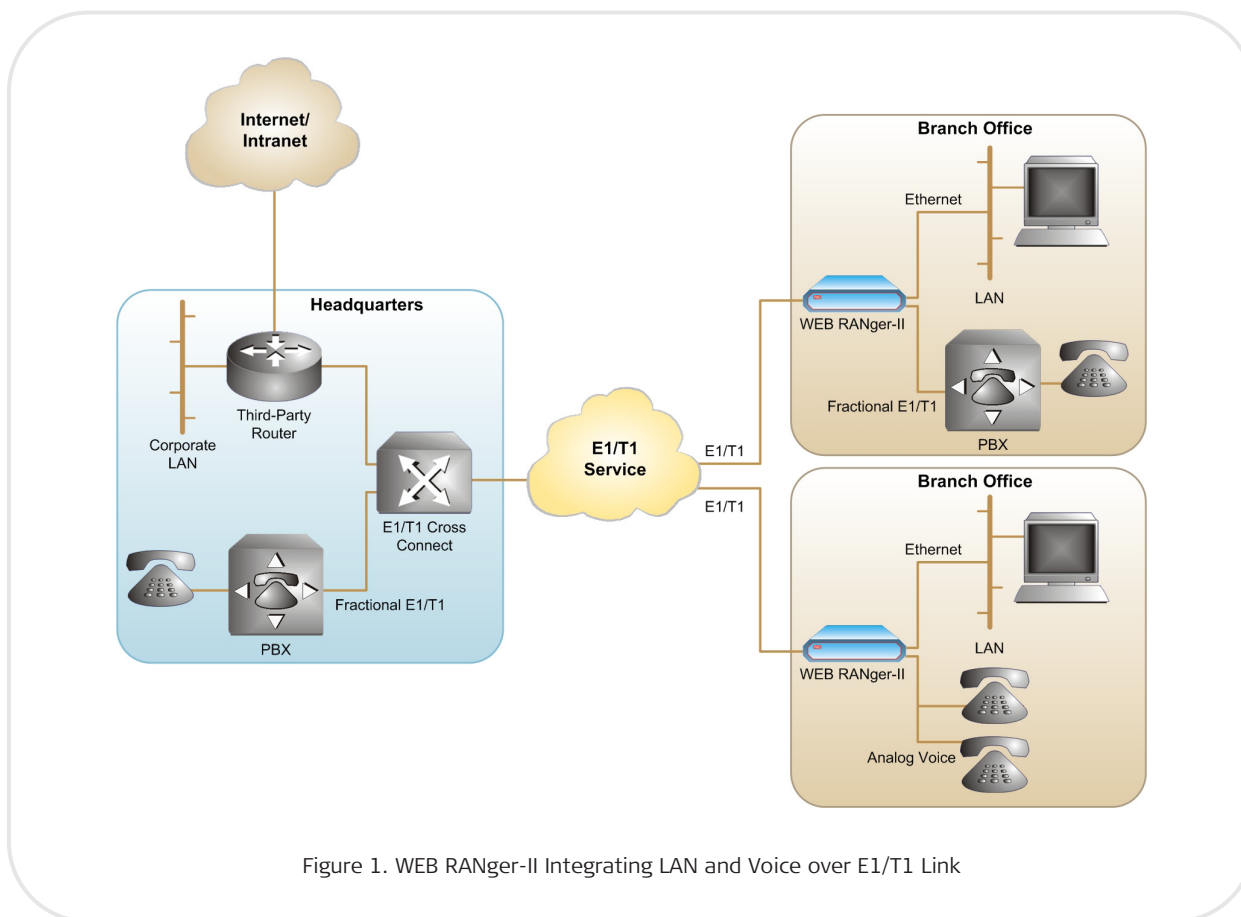 Internet/
Intranet
Headquarters
Third-Party
Router
Corporate
LAN
E1/T1 Cross
Connect
Fractional E1/T1
PBX
E1/T1
Service
E1/T1
E1/T1
Branch Office
Ethernet
LAN
WEB RANger-II
Fractional E1/T1
PBX
Branch Office
Ethernet
LAN
WEB RANger-II
Analog Voice
Figure 1. WEB RANger-II Integrating LAN and Voice over E1/T1 Link